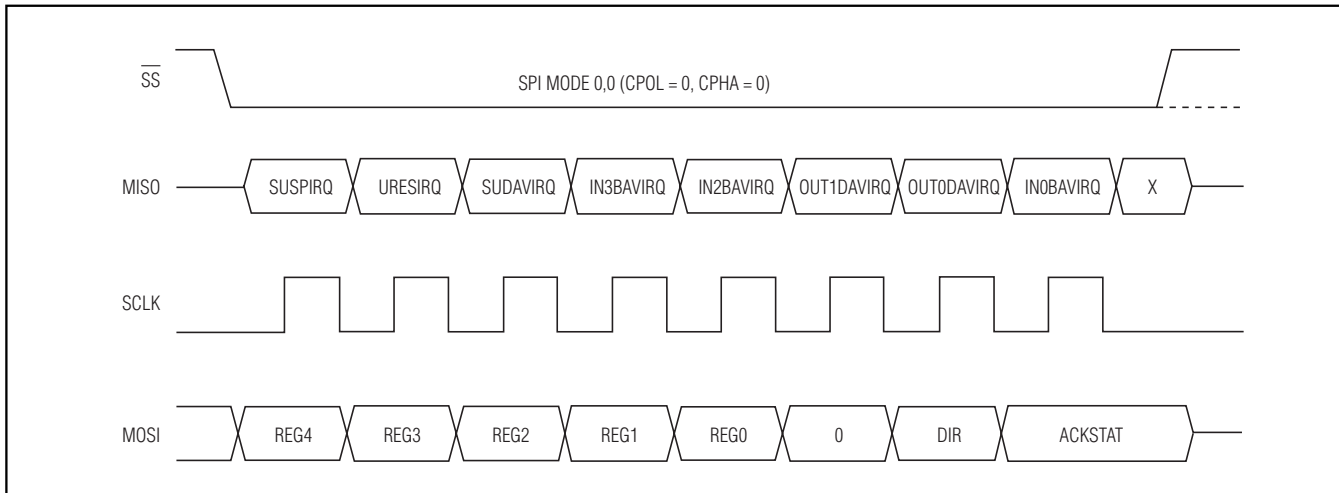 SS
SPI MODE 0,0 (CPOL = 0, CPHA = 0)
MISO SUSPIRQ URESIRQ SUDAVIRQ IN3BAVIRQ IN2BAVIRQ OUT1DAVIRQ OUT0DAVIRQ IN0BAVIRQ X
SCLK
MOSI REG4 REG3 REG2 REG1 REG0 0 DIR ACKSTAT